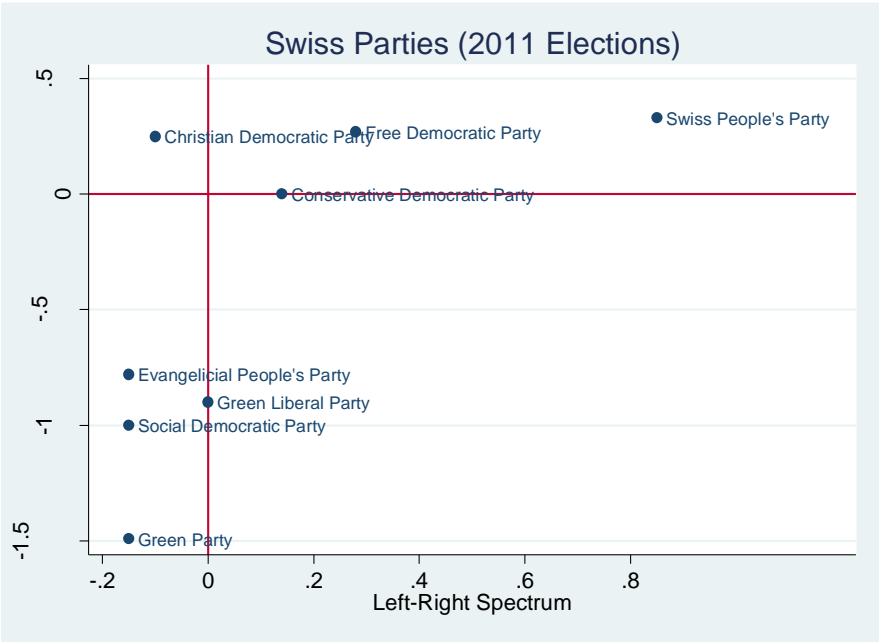 Swiss Parties (2011 Elections)
.5
Swiss People's Party
Christian Democratic Party
Free Democratic Party
0
Conservative Democratic Party
-.5
Evangelicial People's Party
Green Liberal Party
-1
Social Democratic Party
-1.5
Green Party
-.2 0 .2 .4 .6 .8
Left-Right Spectrum